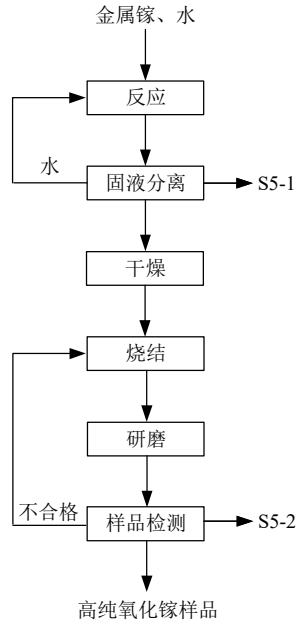 金属镓、水
反应
水
固液分离
S5-1
干燥
烧结
研磨
不合格
样品检测
S5-2
高纯氧化镓样品